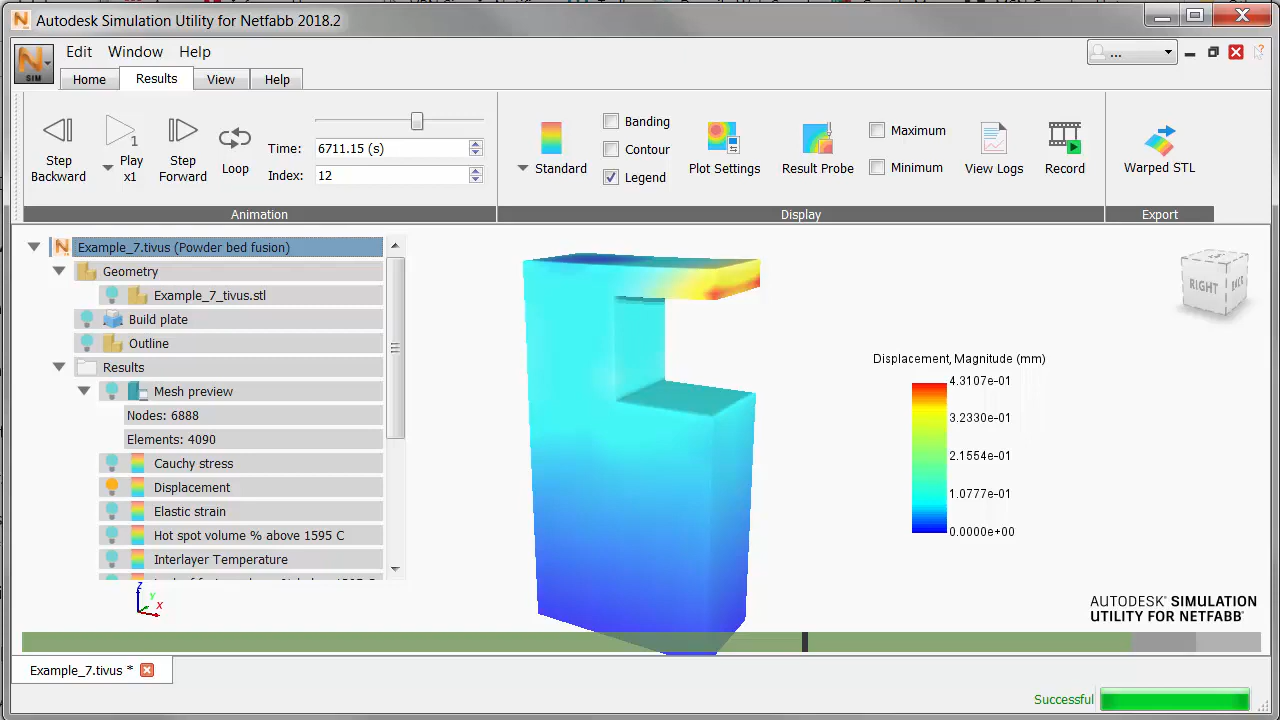 Autodesk Simulation Utility for Netfabb 2018.2
SIM
Edit Window Help
...
Home Results View Help
Step Backward
1
Play x1
Step Forward
Loop
Time: 6711.15 (s)
Index: 12
Animation
Standard
Banding
Contour
Legend
Plot Settings
Result Probe
Maximum
Minimum
View Logs
Record
Display
Warped STL
Export
Example_7.tivus (Powder bed fusion)
Geometry
Example_7_tivus.stl
Build plate
Outline
Results
Mesh preview
Nodes: 6888
Elements: 4090
Cauchy stress
Displacement
Elastic strain
Hot spot volume % above 1595 C
Interlayer Temperature
RIGHT
Displacement, Magnitude (mm)
4.3107e-01
3.2330e-01
2.1554e-01
1.0777e-01
0.0000e+00
Z
Y
X
AUTODESK® SIMULATION
UTILITY FOR NETFABB®
Example_7.tivus *
Successful